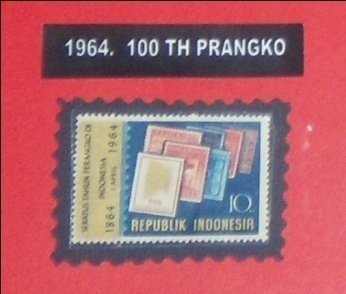 1964. 100 TH PRANGKO
SERATUS TAHUN PERANGKO DI
INDONESIA
1 APRIL
1864 1964
10.-
REPUBLIK INDONESIA